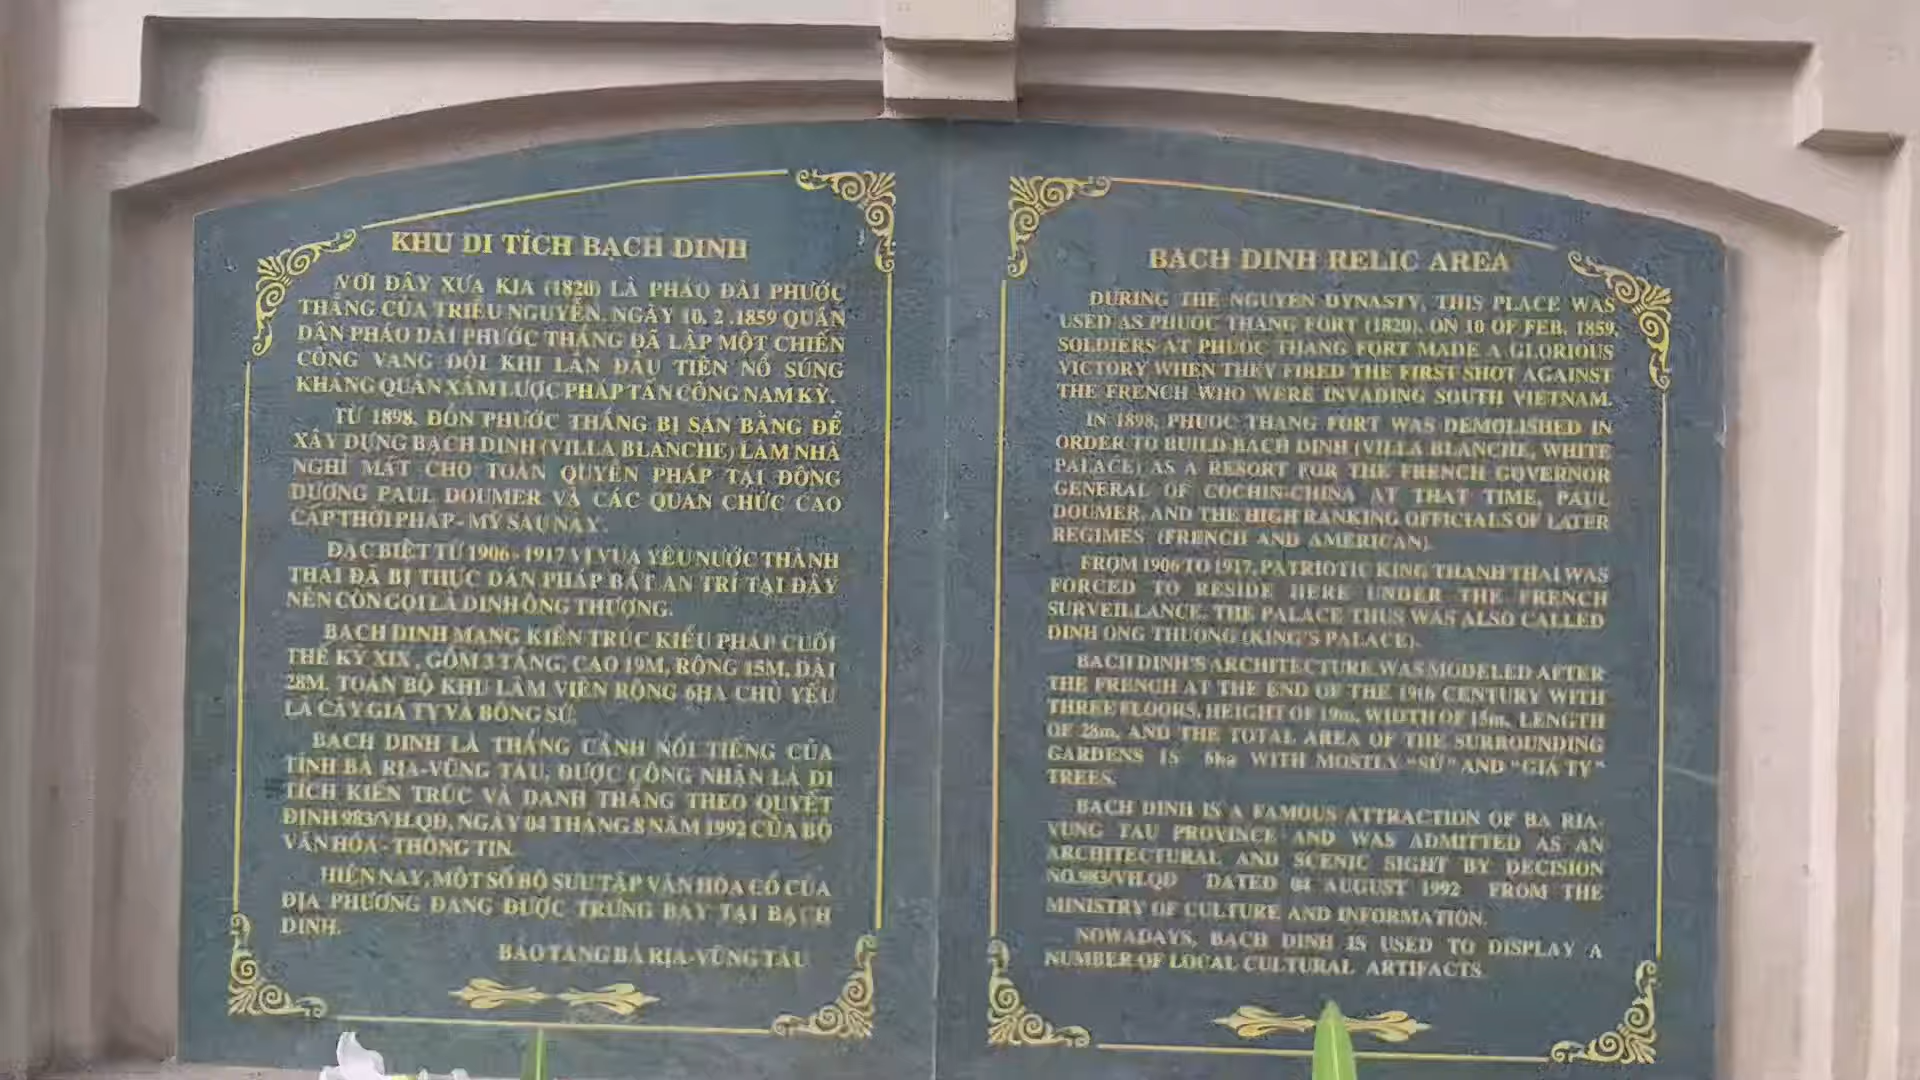 KHU DI TÍCH BẠCH DINH
NƠI ĐÂY XƯA KIA (1820) LÀ PHÁO ĐÀI PHƯỚC
THẮNG CỦA TRIỀU NGUYỄN. NGÀY 10. 2 .1859 QUÂN
DÂN PHÁO ĐÀI PHƯỚC THẮNG ĐÃ LẬP MỘT CHIẾN
CÔNG VANG DỘI KHI LẦN ĐẦU TIÊN NỔ SÚNG
KHÁNG QUÂN XÂM LƯỢC PHÁP TẤN CÔNG NAM KỲ.
TỪ 1898, ĐỒN PHƯỚC THẮNG BỊ SAN BẰNG ĐỂ
XÂY DỰNG BẠCH DINH (VILLA BLANCHE) LÀM NHÀ
NGHỈ MÁT CHO TOÀN QUYỀN PHÁP TẠI ĐÔNG
DƯƠNG PAUL DOUMER VÀ CÁC QUAN CHỨC CAO
CẤP THỜI PHÁP - MỸ SAU NÀY.
ĐẶC BIỆT TỪ 1906 - 1917 VỊ VUA YÊU NƯỚC THÀNH
THÁI ĐÃ BỊ THỰC DÂN PHÁP BẮT AN TRÍ TẠI ĐÂY
NÊN CÒN GỌI LÀ DINH ÔNG THƯỢNG.
BẠCH DINH MANG KIẾN TRÚC KIỂU PHÁP CUỐI
THẾ KỶ XIX , GỒM 3 TẦNG, CAO 19M, RỘNG 15M, DÀI
28M. TOÀN BỘ KHU LÂM VIÊN RỘNG 6HA CHỦ YẾU
LÀ CÂY GIÁ TỴ VÀ BÔNG SỨ.
BẠCH DINH LÀ THẮNG CẢNH NỔI TIẾNG CỦA
TỈNH BÀ RỊA-VŨNG TÀU, ĐƯỢC CÔNG NHẬN LÀ DI
TÍCH KIẾN TRÚC VÀ DANH THẮNG THEO QUYẾT
ĐỊNH 983/VH.QĐ, NGÀY 04 THÁNG 8 NĂM 1992 CỦA BỘ
VĂN HÓA - THÔNG TIN.
HIỆN NAY, MỘT SỐ BỘ SƯU TẬP VĂN HÓA CỔ CỦA
ĐỊA PHƯƠNG ĐANG ĐƯỢC TRƯNG BÀY TẠI BẠCH
DINH.
BẢO TÀNG BÀ RỊA-VŨNG TÀU
BACH DINH RELIC AREA
DURING THE NGUYEN DYNASTY, THIS PLACE WAS
USED AS PHUOC THANG FORT (1820). ON 10 OF FEB. 1859,
SOLDIERS AT PHUOC THANG FORT MADE A GLORIOUS
VICTORY WHEN THEY FIRED THE FIRST SHOT AGAINST
THE FRENCH WHO WERE INVADING SOUTH VIETNAM.
IN 1898, PHUOC THANG FORT WAS DEMOLISHED IN
ORDER TO BUILD BACH DINH (VILLA BLANCHE, WHITE
PALACE) AS A RESORT FOR THE FRENCH GOVERNOR
GENERAL OF COCHIN-CHINA AT THAT TIME, PAUL
DOUMER, AND THE HIGH RANKING OFFICIALS OF LATER
REGIMES (FRENCH AND AMERICAN).
FROM 1906 TO 1917, PATRIOTIC KING THANH THAI WAS
FORCED TO RESIDE HERE UNDER THE FRENCH
SURVEILLANCE. THE PALACE THUS WAS ALSO CALLED
DINH ONG THUONG (KING'S PALACE).
BACH DINH'S ARCHITECTURE WAS MODELED AFTER
THE FRENCH AT THE END OF THE 19th CENTURY WITH
THREE FLOORS, HEIGHT OF 19m, WIDTH OF 15m, LENGTH
OF 28m, AND THE TOTAL AREA OF THE SURROUNDING
GARDENS IS 6ha WITH MOSTLY "SỨ" AND "GIÁ TỴ"
TREES.
BACH DINH IS A FAMOUS ATTRACTION OF BA RIA-
VUNG TAU PROVINCE AND WAS ADMITTED AS AN
ARCHITECTURAL AND SCENIC SIGHT BY DECISION
NO.983/VH.QD DATED 04 AUGUST 1992 FROM THE
MINISTRY OF CULTURE AND INFORMATION.
NOWADAYS, BACH DINH IS USED TO DISPLAY A
NUMBER OF LOCAL CULTURAL ARTIFACTS.